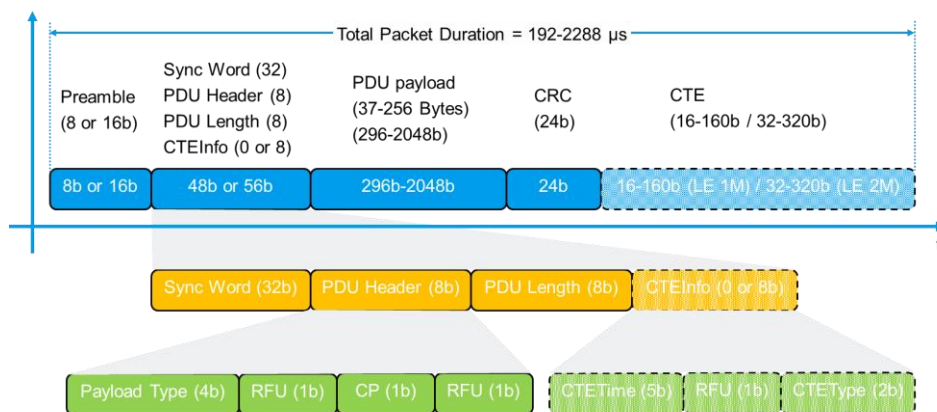 Total Packet Duration = 192-2288 µs
Preamble
(8 or 16b)
Sync Word (32)
PDU Header (8)
PDU Length (8)
CTEInfo (0 or 8)
PDU payload
(37-256 Bytes)
(296-2048b)
CRC
(24b)
CTE
(16-160b / 32-320b)
8b or 16b
48b or 56b
296b-2048b
24b
16-160b (LE 1M) / 32-320b (LE 2M)
Sync Word (32b)
PDU Header (8b)
PDU Length (8b)
CTEInfo (0 or 8b)
Payload Type (4b)
RFU (1b)
CP (1b)
RFU (1b)
CTETime (5b)
RFU (1b)
CTEType (2b)